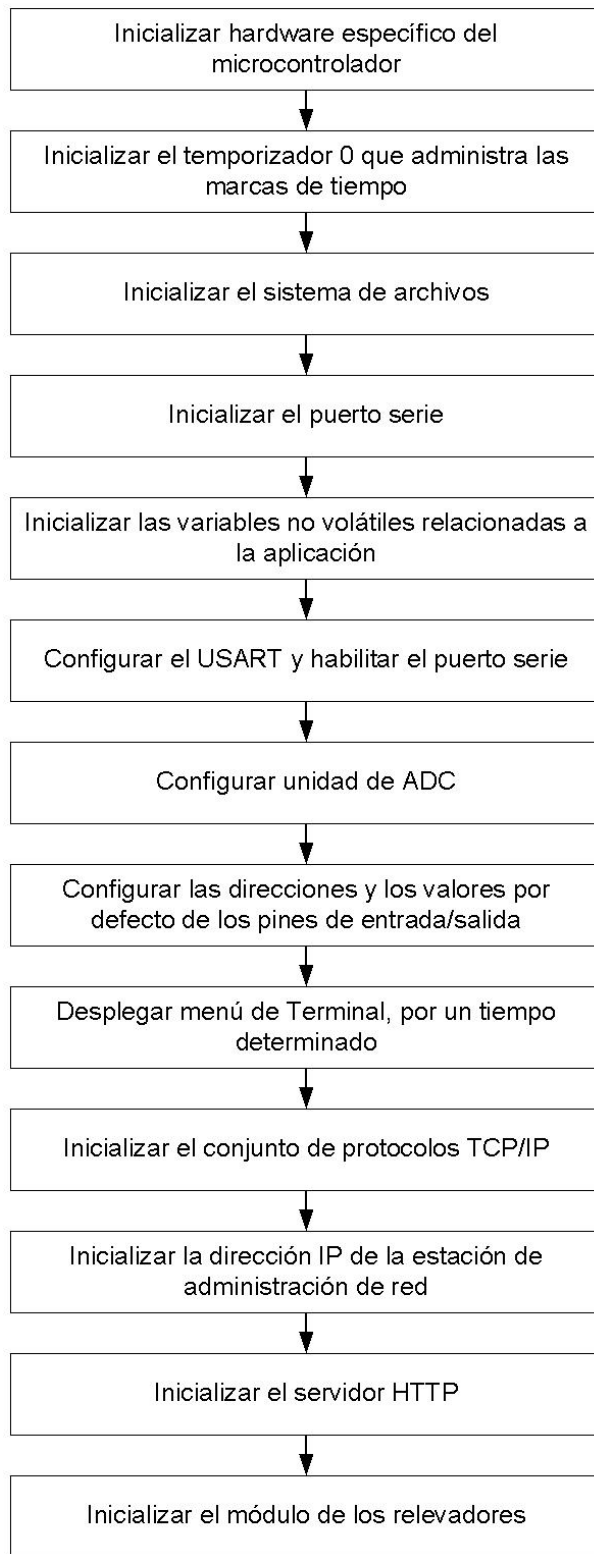 Inicializar hardware específico del
microcontrolador
Inicializar el temporizador 0 que administra las
marcas de tiempo
Inicializar el sistema de archivos
Inicializar el puerto serie
Inicializar las variables no volátiles relacionadas a
la aplicación
Configurar el USART y habilitar el puerto serie
Configurar unidad de ADC
Configurar las direcciones y los valores por
defecto de los pines de entrada/salida
Desplegar menú de Terminal, por un tiempo
determinado
Inicializar el conjunto de protocolos TCP/IP
Inicializar la dirección IP de la estación de
administración de red
Inicializar el servidor HTTP
Inicializar el módulo de los relevadores